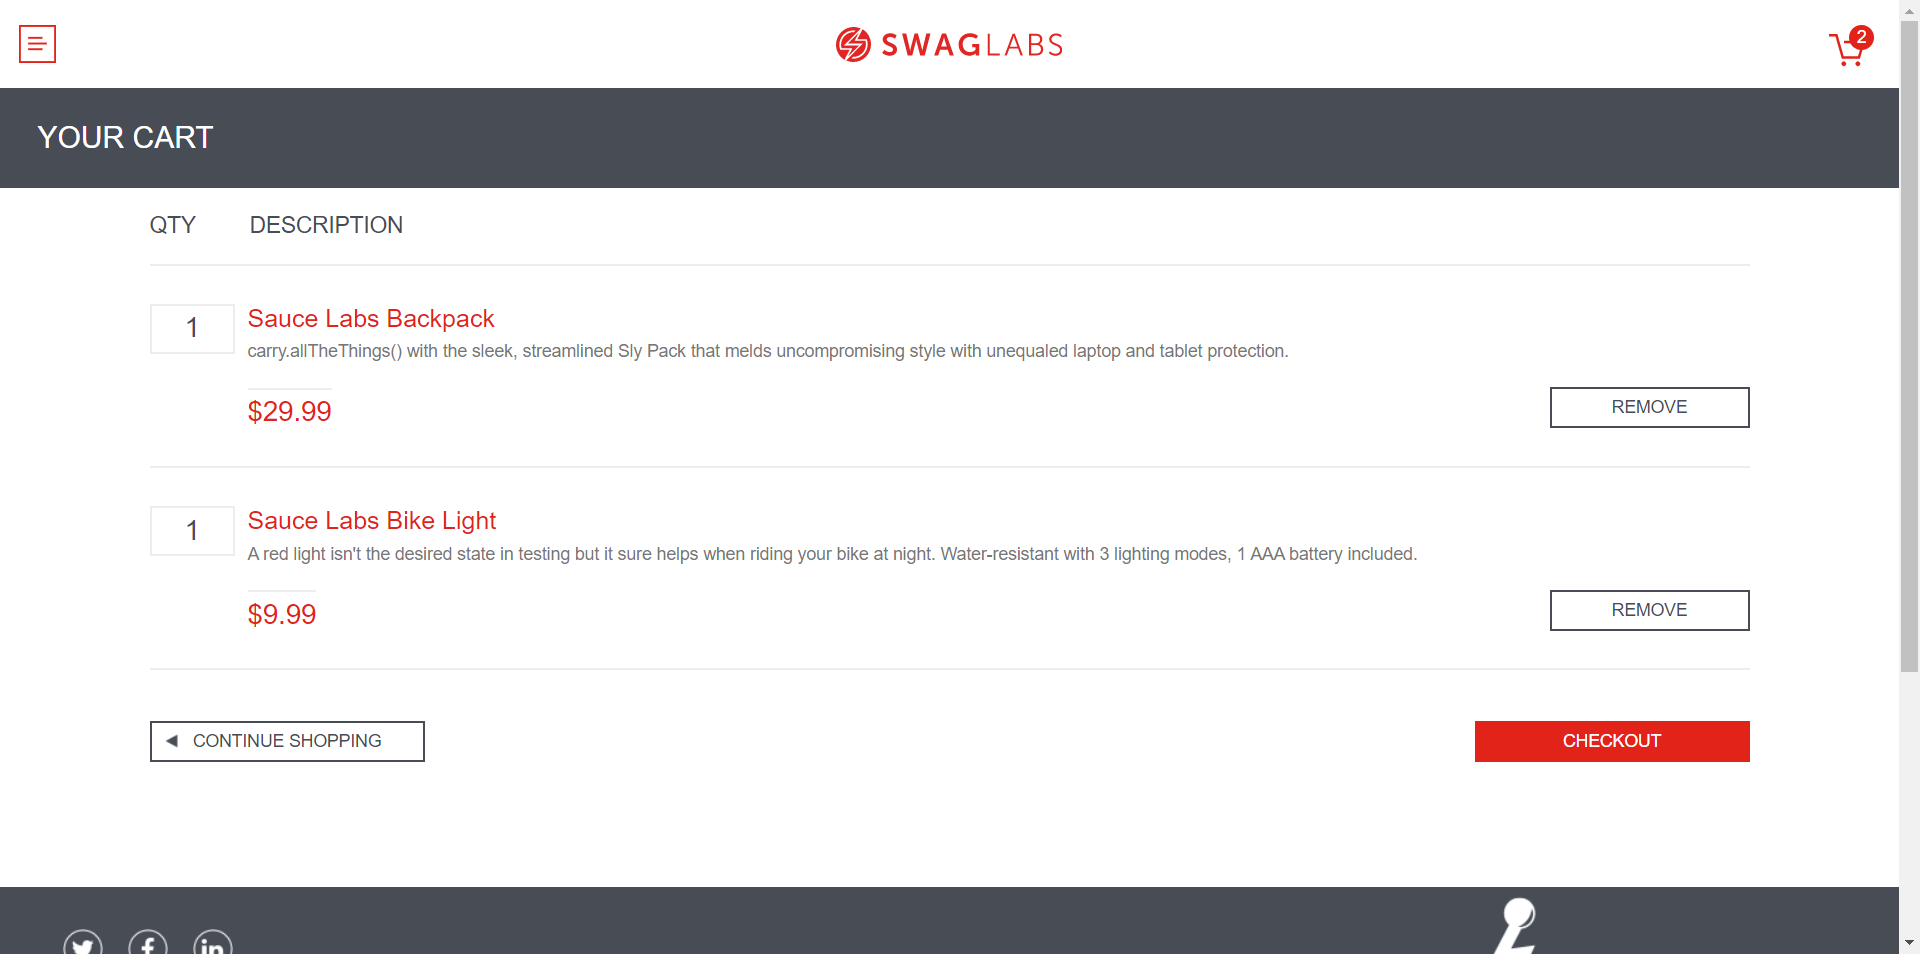 SWAGLABS
2
YOUR CART
QTY DESCRIPTION
1 Sauce Labs Backpack
carry.allTheThings() with the sleek, streamlined Sly Pack that melds uncompromising style with unequaled laptop and tablet protection.
$29.99 REMOVE
1 Sauce Labs Bike Light
A red light isn't the desired state in testing but it sure helps when riding your bike at night. Water-resistant with 3 lighting modes, 1 AAA battery included.
$9.99 REMOVE
CONTINUE SHOPPING CHECKOUT
f in